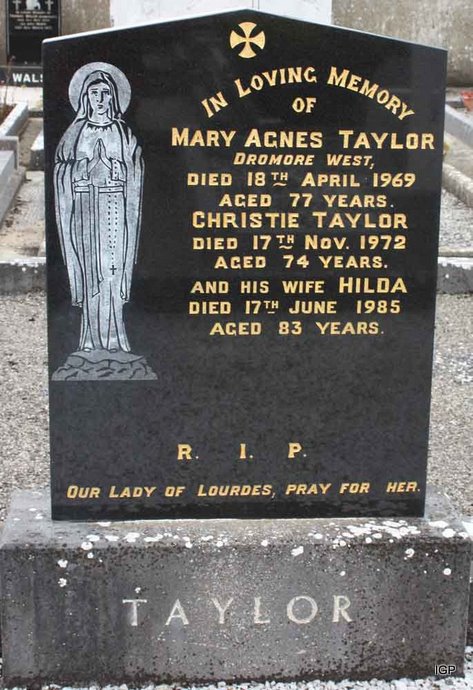 IN LOVING MEMORY
OF
MARY AGNES TAYLOR
DROMORE WEST,
DIED 18TH APRIL 1969
AGED 77 YEARS.
CHRISTIE TAYLOR
DIED 17TH NOV. 1972
AGED 74 YEARS.
AND HIS WIFE HILDA
DIED 17TH JUNE 1985
AGED 83 YEARS.
R. I. P.
OUR LADY OF LOURDES, PRAY FOR HER.
TAYLOR
WALS
IGP